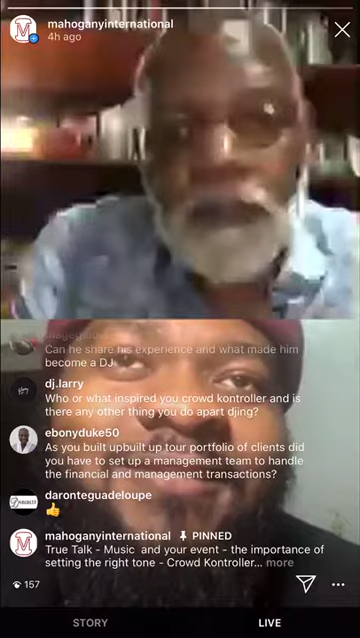 mahoganyinternational
4h ago
Can he share his experience and what made him
become a DJ
dj.larry
Who or what inspired you crowd kontroller and is
there any other thing you do apart djing?
ebonyduke50
As you built upbuilt up tour portfolio of clients did
you have to set up a management team to handle
the financial and management transactions?
daronteguadeloupe
👍
mahoganyinternational PINNED
True Talk - Music and your event - the importance of
setting the right tone - Crowd Kontroller... more
157
STORY LIVE